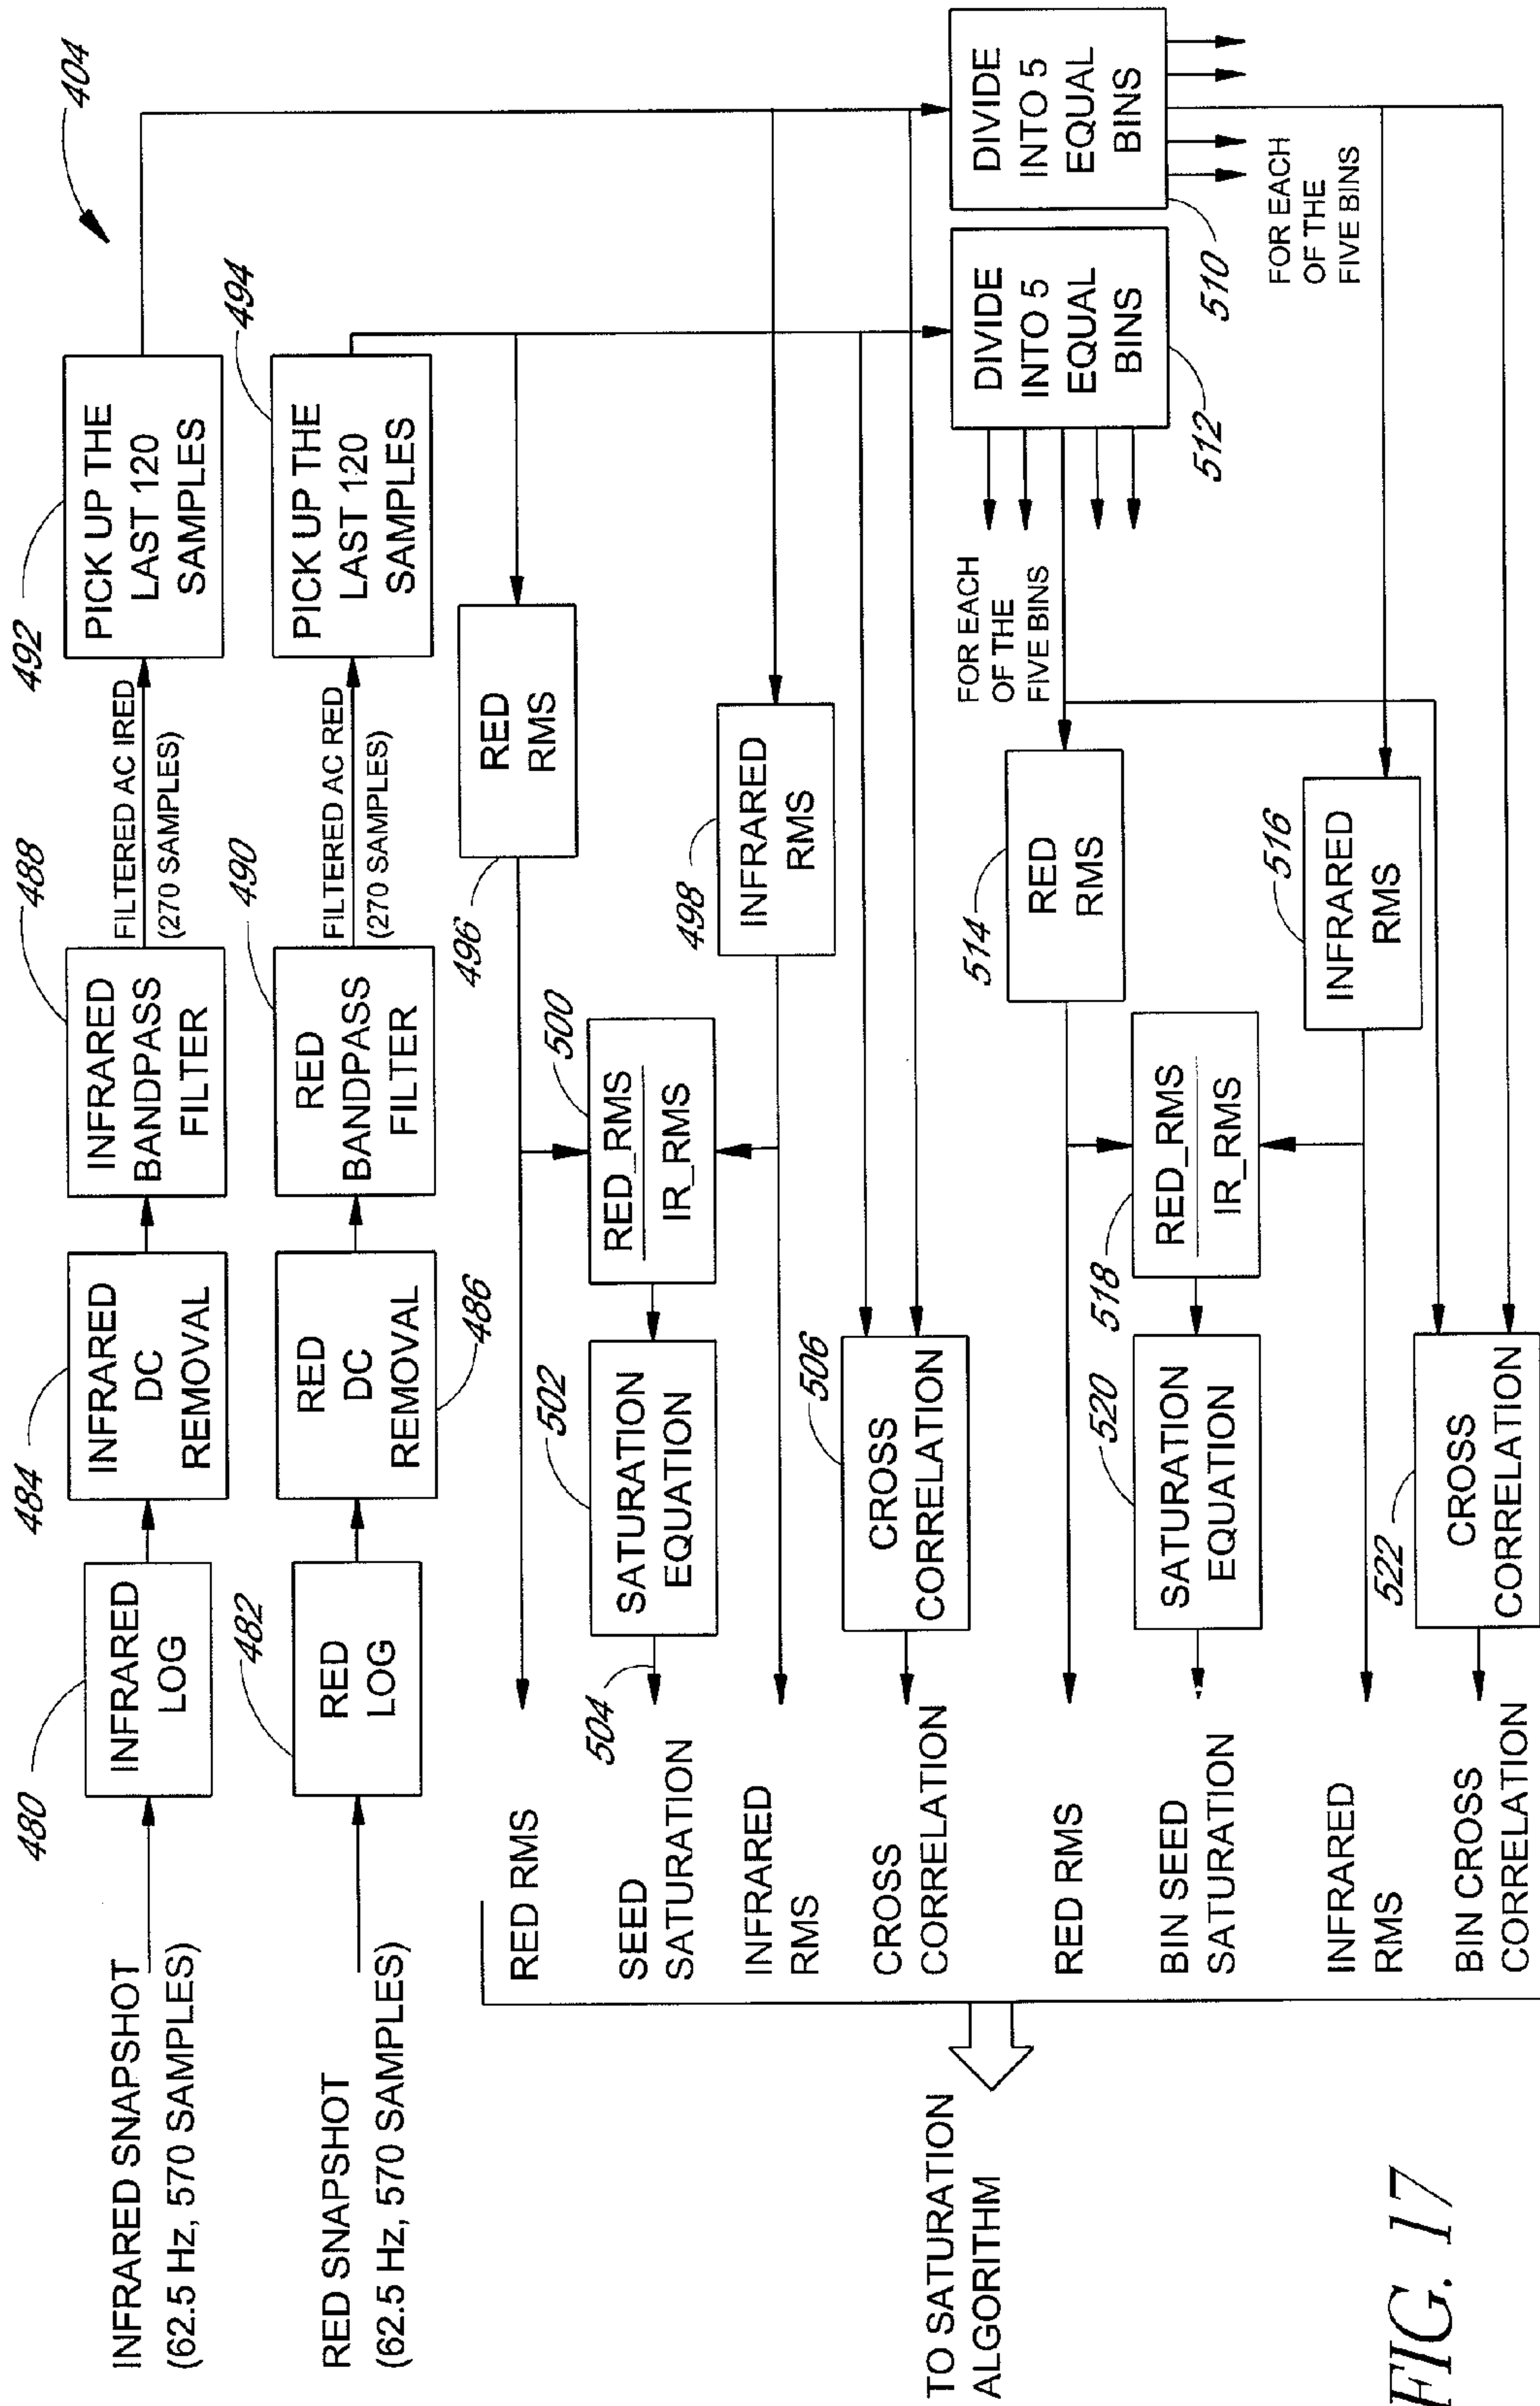 INFRARED SNAPSHOT
(62.5 Hz, 570 SAMPLES)
480
INFRARED
LOG
484
INFRARED
DC
REMOVAL
488
INFRARED
BANDPASS
FILTER
FILTERED AC IRED
(270 SAMPLES)
492
PICK UP THE
LAST 120
SAMPLES
404
RED SNAPSHOT
(62.5 Hz, 570 SAMPLES)
482
RED
LOG
RED
DC
REMOVAL
486
490
RED
BANDPASS
FILTER
FILTERED AC RED
(270 SAMPLES)
494
PICK UP THE
LAST 120
SAMPLES
RED RMS
496
RED
RMS
SEED
SATURATION
504
502
SATURATION
EQUATION
500
RED_RMS
IR_RMS
INFRARED
RMS
498
INFRARED
RMS
CROSS
CORRELATION
506
CROSS
CORRELATION
DIVIDE
INTO 5
EQUAL
BINS
512
DIVIDE
INTO 5
EQUAL
BINS
510
FOR EACH
OF THE
FIVE BINS
FOR EACH
OF THE
FIVE BINS
RED RMS
514
RED
RMS
BIN SEED
SATURATION
520
SATURATION
EQUATION
518
RED_RMS
IR_RMS
INFRARED
RMS
516
INFRARED
RMS
BIN CROSS
CORRELATION
522
CROSS
CORRELATION
TO SATURATION
ALGORITHM
FIG. 17